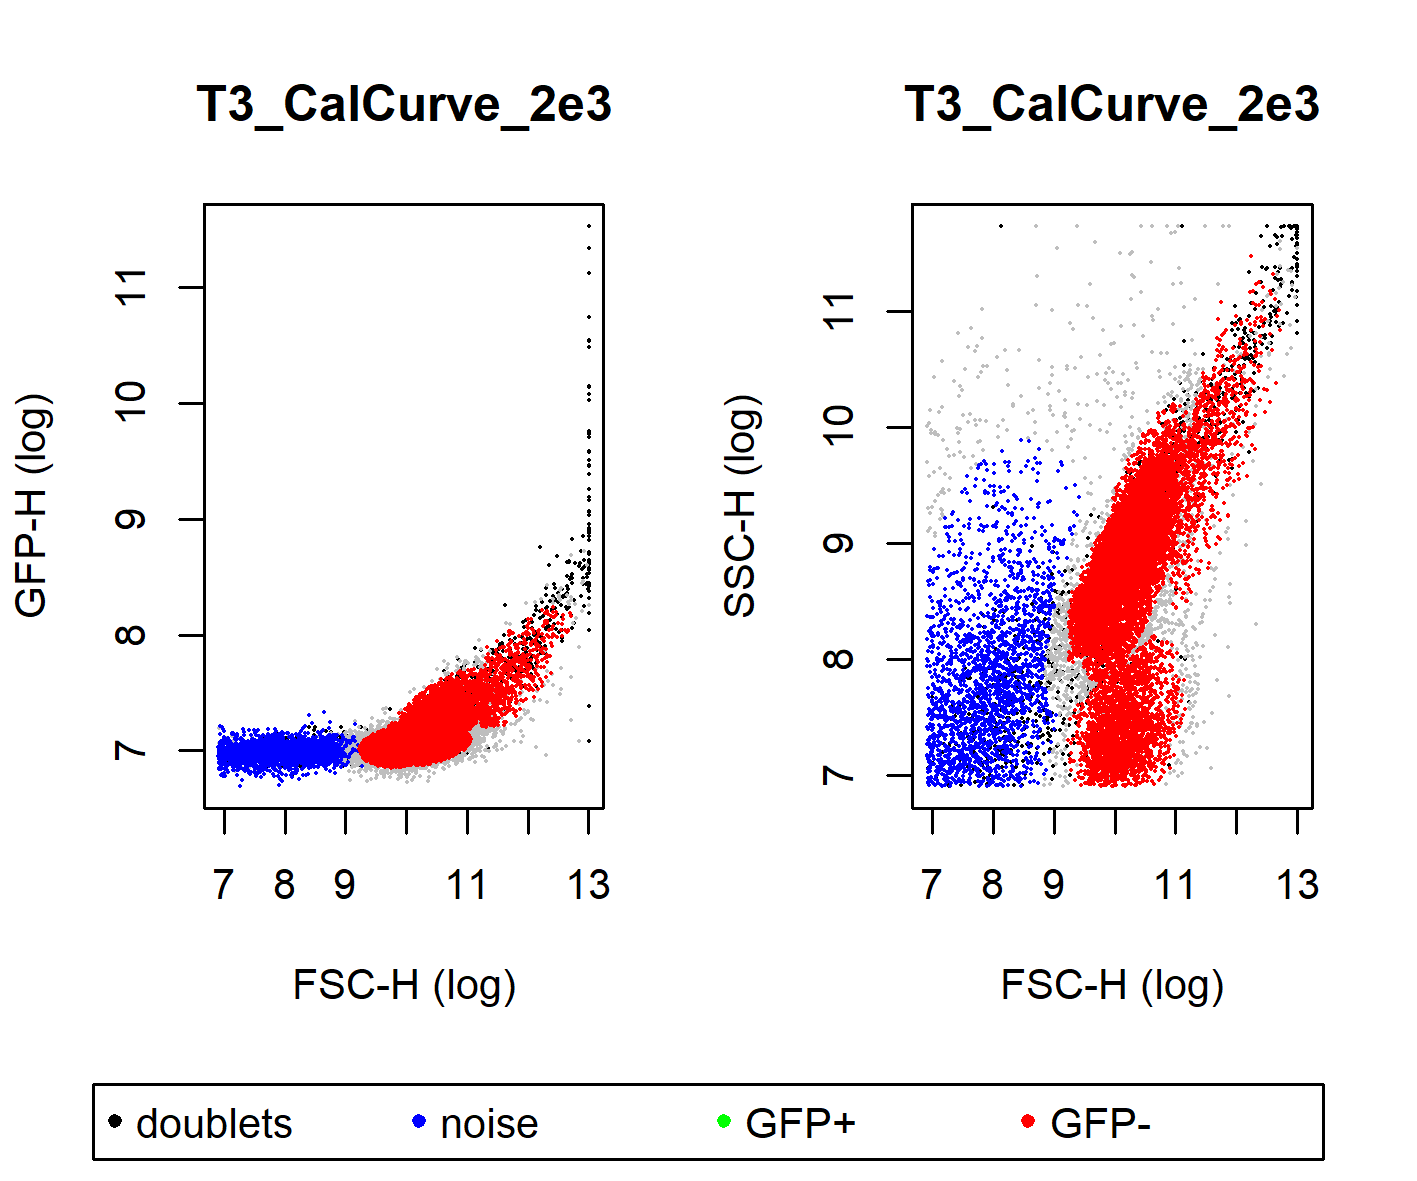 T3_CalCurve_2e3
GFP-H (log)
11
10
9
8
7
7 8 9 11 13
FSC-H (log)
T3_CalCurve_2e3
SSC-H (log)
11
10
9
8
7
7 8 9 11 13
FSC-H (log)
doublets noise GFP+ GFP-